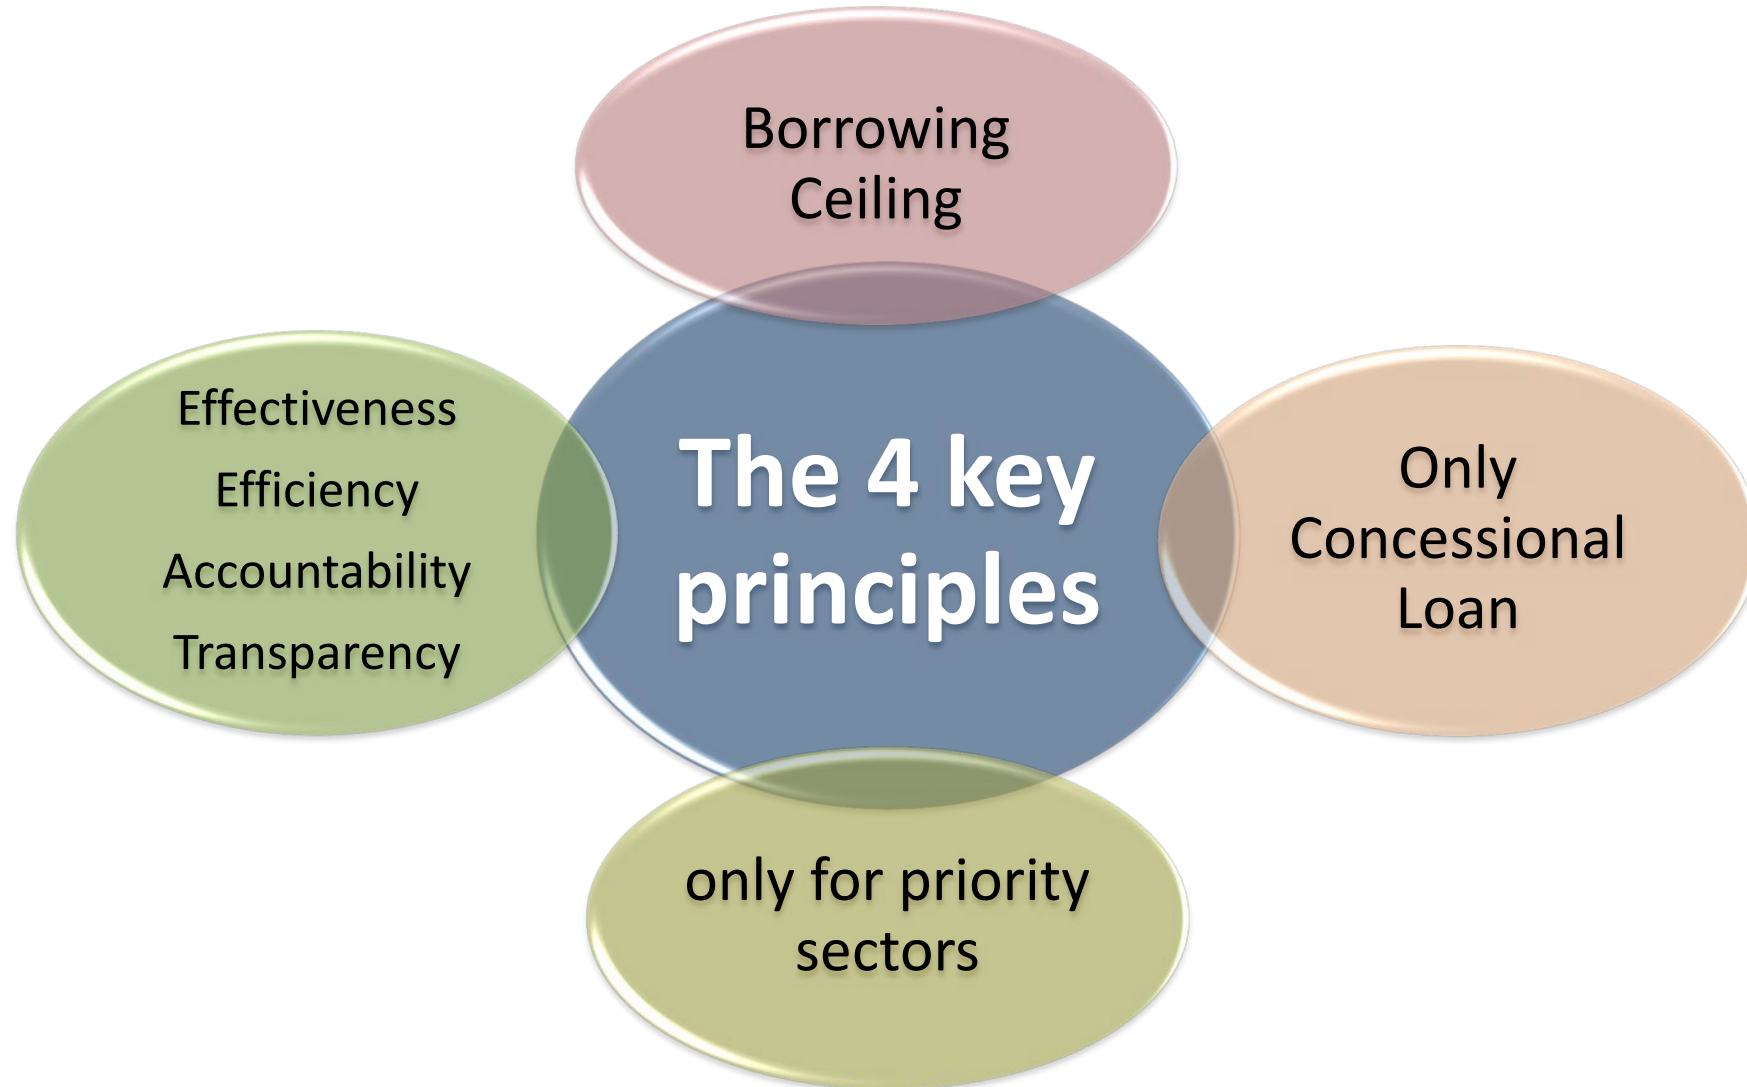 Borrowing
Ceiling
Effectiveness
Efficiency
Accountability
Transparency
The 4 key
principles
Only
Concessional
Loan
only for priority
sectors